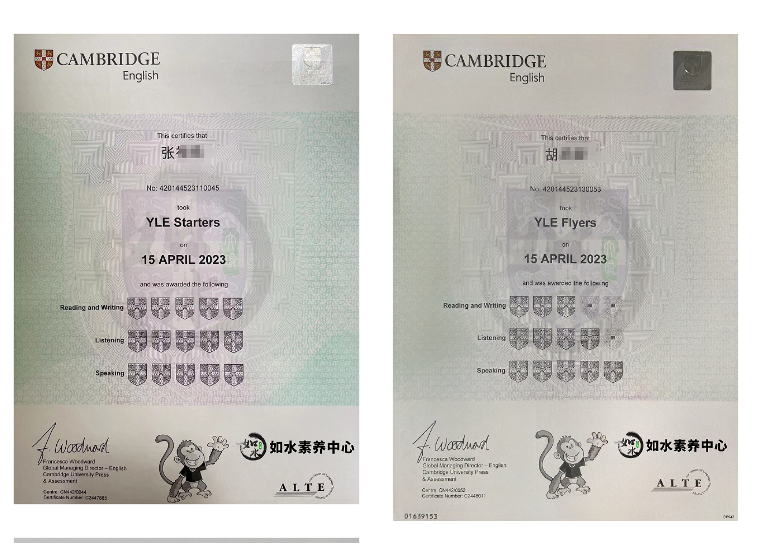 CAMBRIDGE
English
This certifies that
张
No: 420144523110045
took
YLE Starters
on
15 APRIL 2023
and was awarded the following
Reading and Writing
Listening
Speaking
J. Woodward
Francesca Woodward
Global Managing Director – English
Cambridge University Press
& Assessment
如水素养中心
ALTE
CAMBRIDGE
English
This certifies that
胡
No: 420144523130053
took
YLE Flyers
on
15 APRIL 2023
and was awarded the following
Reading and Writing
Listening
Speaking
J. Woodward
Francesca Woodward
Global Managing Director – English
Cambridge University Press
& Assessment
如水素养中心
ALTE
01639153